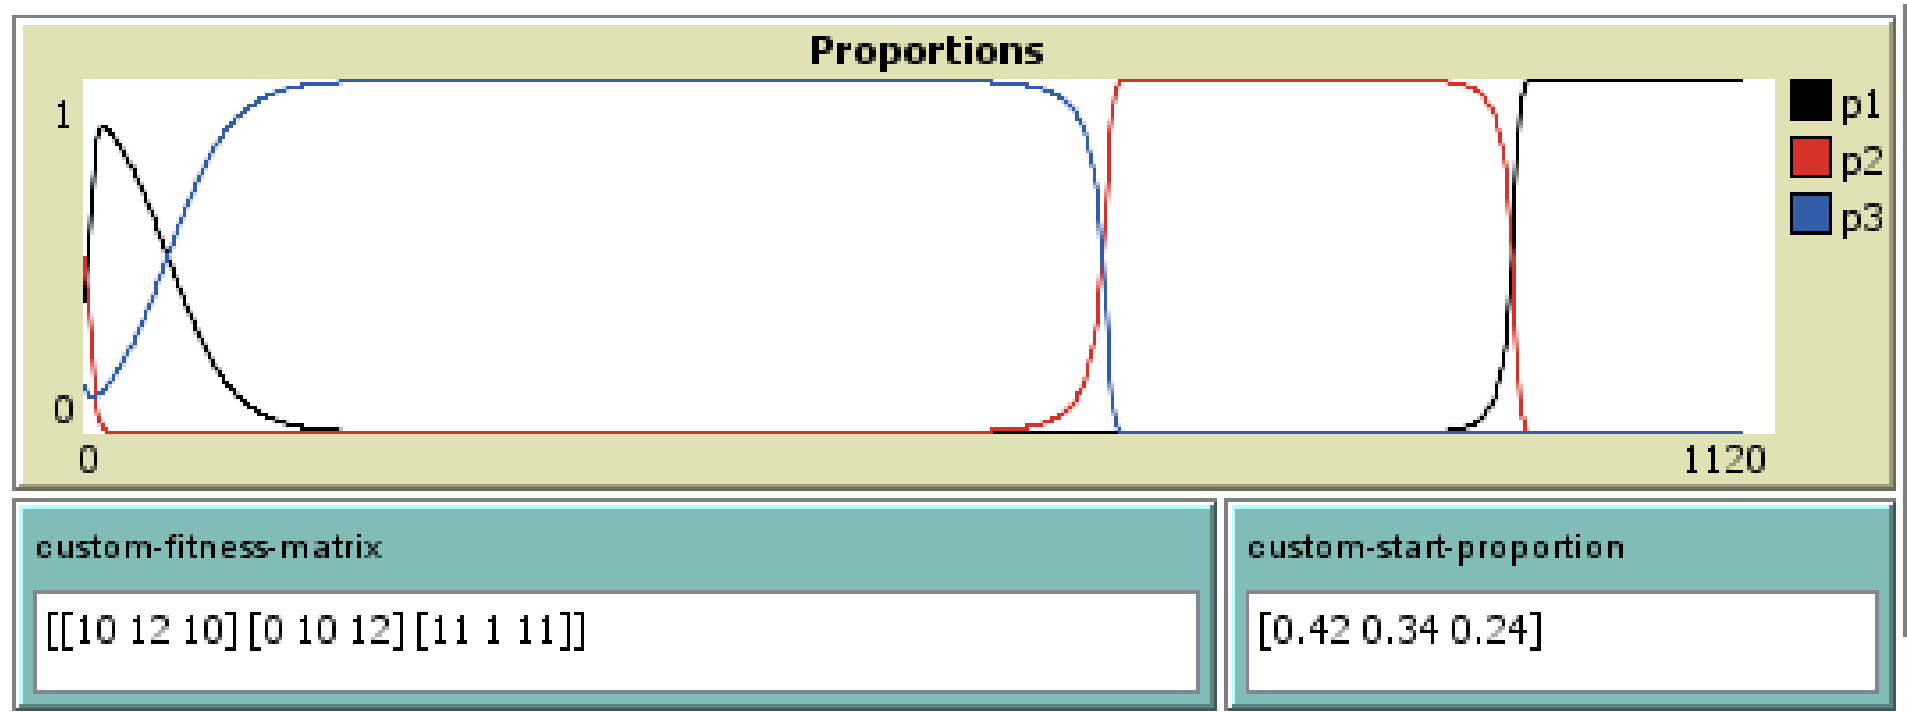 Proportions
1
0
0
1120
p1
p2
p3
custom-fitness-matrix
[[10 12 10] [0 10 12] [11 1 11]]
custom-start-proportion
[0.42 0.34 0.24]